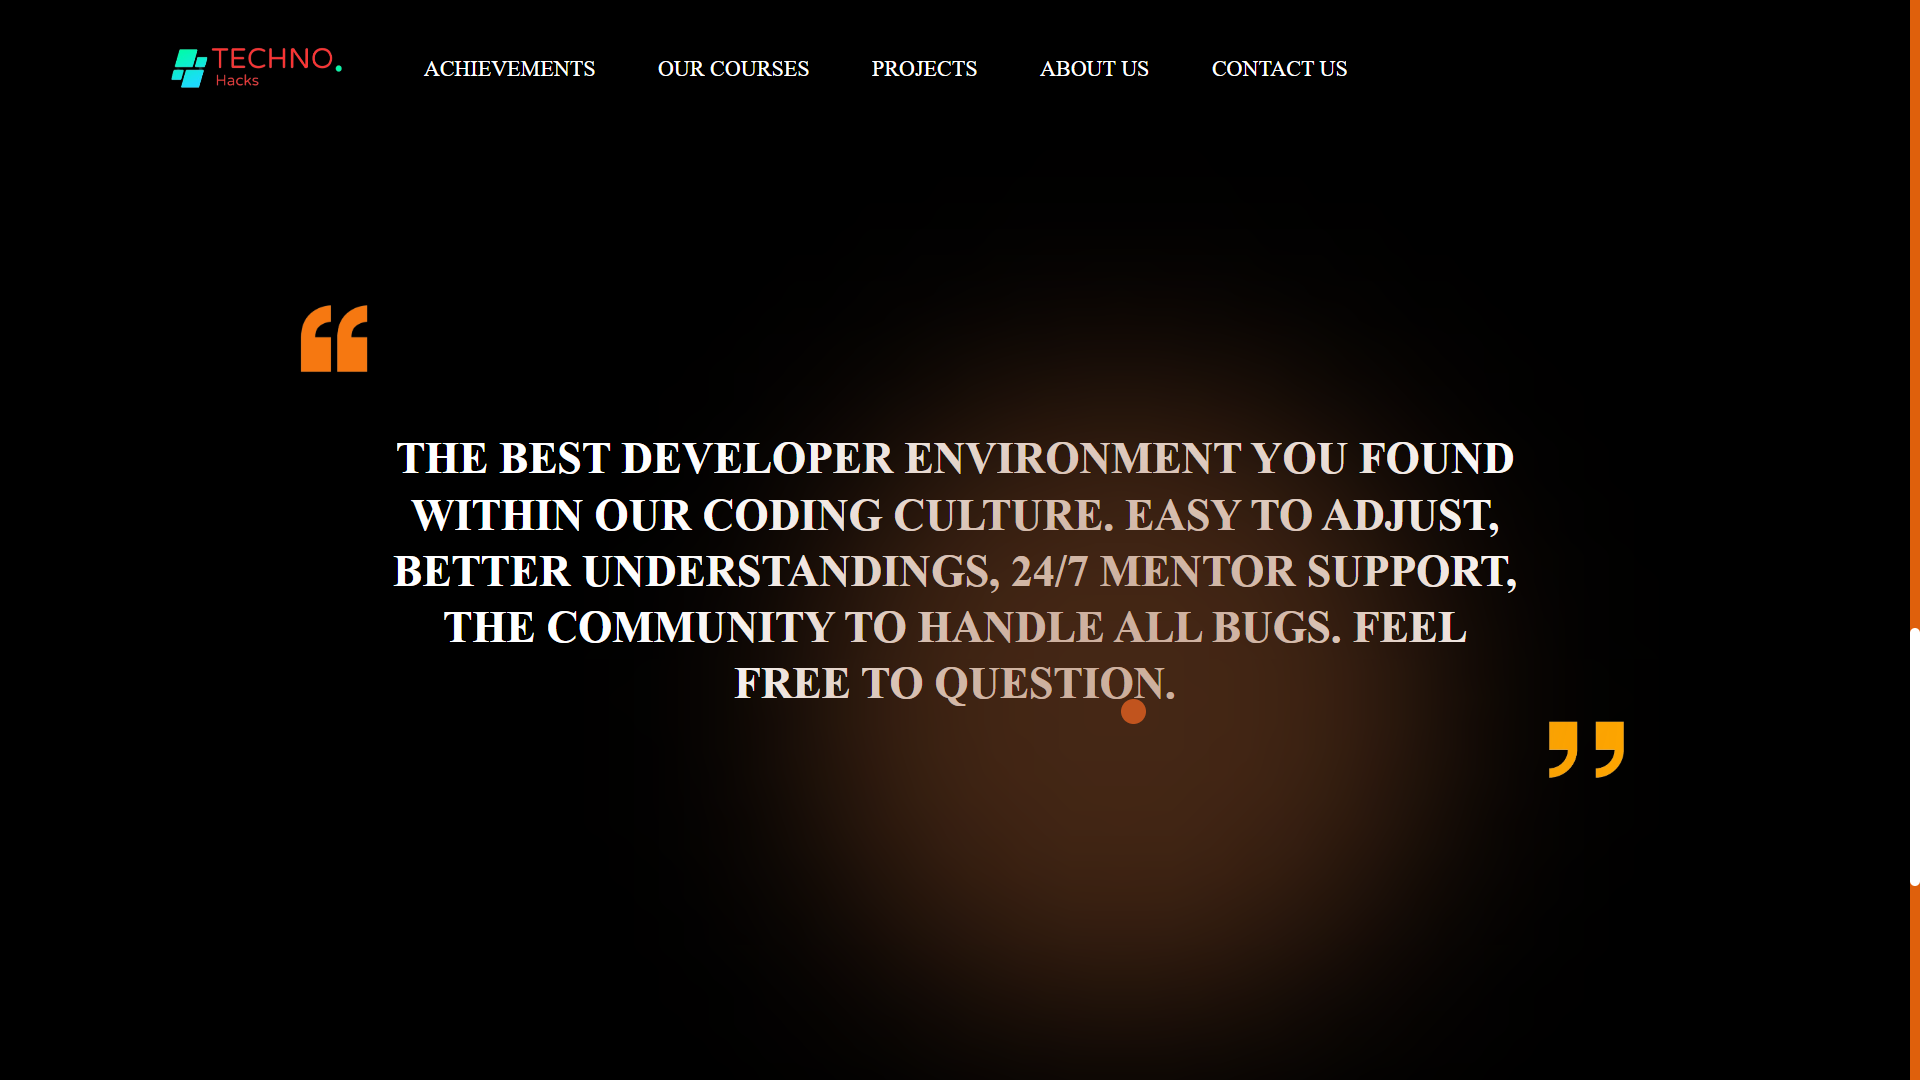 TECHNO.
Hacks
ACHIEVEMENTS OUR COURSES PROJECTS ABOUT US CONTACT US
“
THE BEST DEVELOPER ENVIRONMENT YOU FOUND
WITHIN OUR CODING CULTURE. EASY TO ADJUST,
BETTER UNDERSTANDINGS, 24/7 MENTOR SUPPORT,
THE COMMUNITY TO HANDLE ALL BUGS. FEEL
FREE TO QUESTION.
”